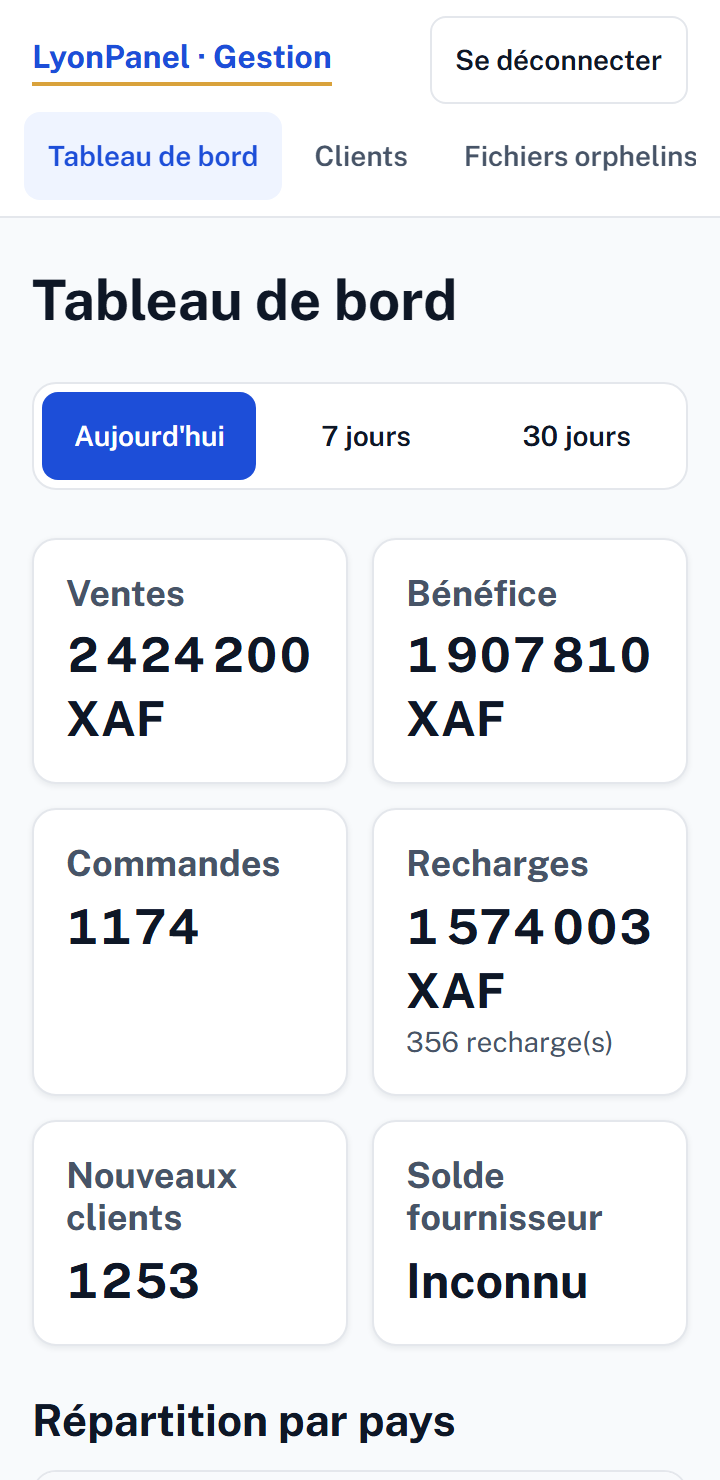 LyonPanel · Gestion
Se déconnecter
Tableau de bord
Clients
Fichiers orphelins
Tableau de bord
Aujourd'hui
7 jours
30 jours
Ventes
2 424 200
XAF
Bénéfice
1 907 810
XAF
Commandes
1174
Recharges
1 574 003
XAF
356 recharge(s)
Nouveaux
clients
1253
Solde
fournisseur
Inconnu
Répartition par pays